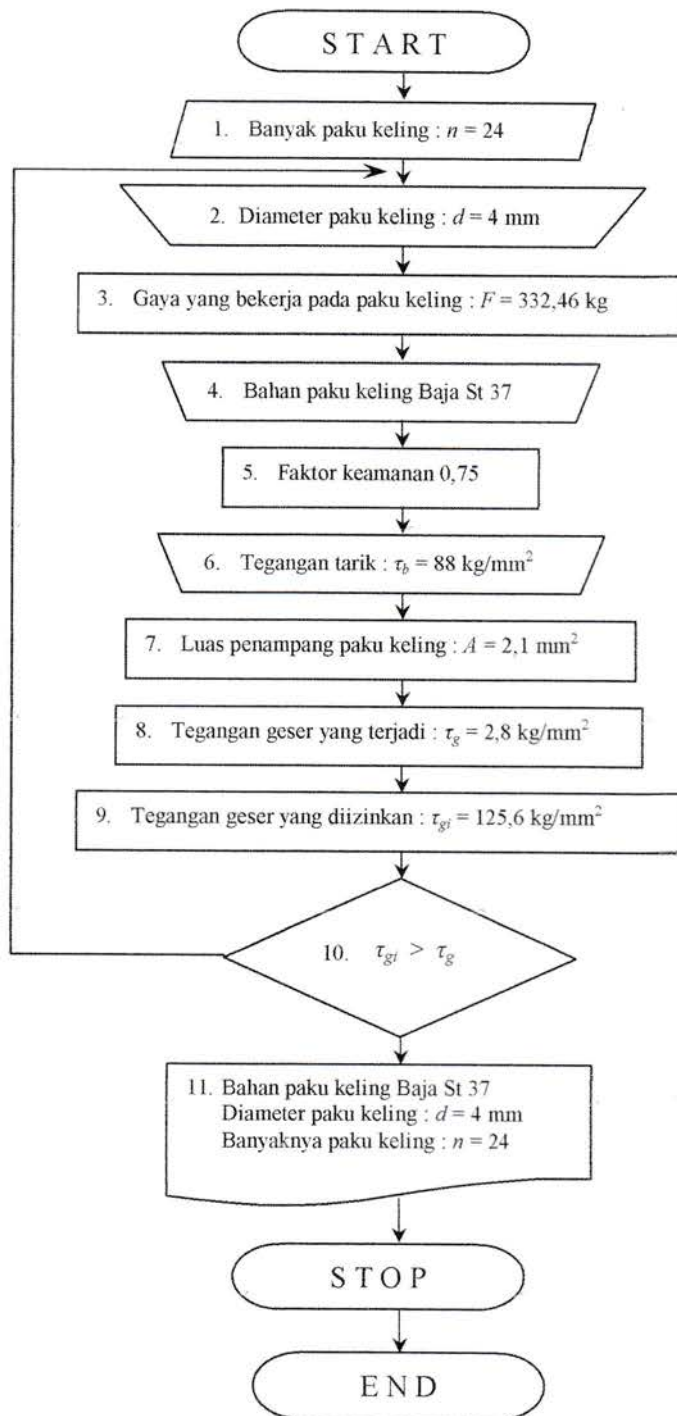 START
1. Banyak paku keling : n = 24
2. Diameter paku keling : d = 4 mm
3. Gaya yang bekerja pada paku keling : F = 332,46 kg
4. Bahan paku keling Baja St 37
5. Faktor keamanan 0,75
6. Tegangan tarik : τb = 88 kg/mm²
7. Luas penampang paku keling : A = 2,1 mm²
8. Tegangan geser yang terjadi : τg = 2,8 kg/mm²
9. Tegangan geser yang diizinkan : τgi = 125,6 kg/mm²
10. τgi > τg
11. Bahan paku keling Baja St 37
Diameter paku keling : d = 4 mm
Banyaknya paku keling : n = 24
STOP
END